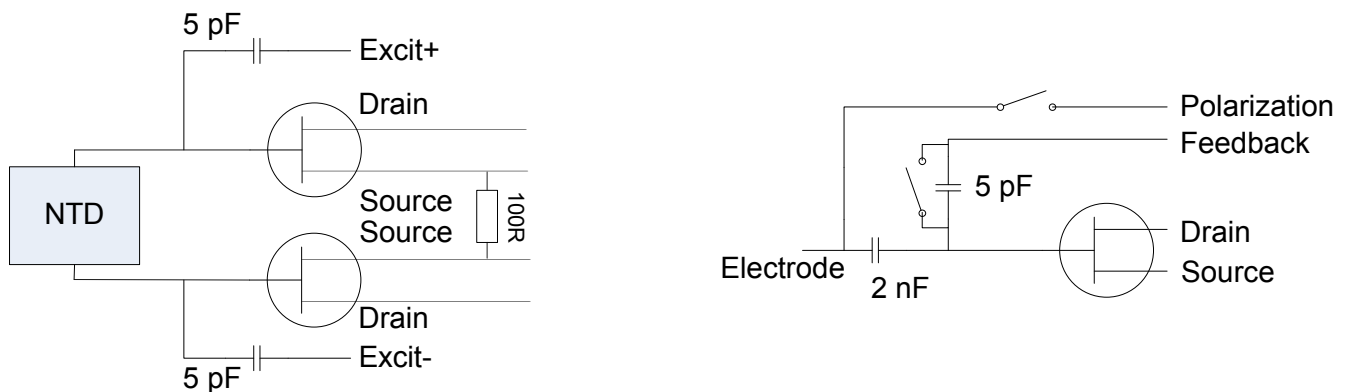 5 pF
Excit+
Drain
NTD
Source
Source
100R
Drain
Excit-
5 pF
Polarization
Feedback
5 pF
Drain
Source
Electrode
2 nF